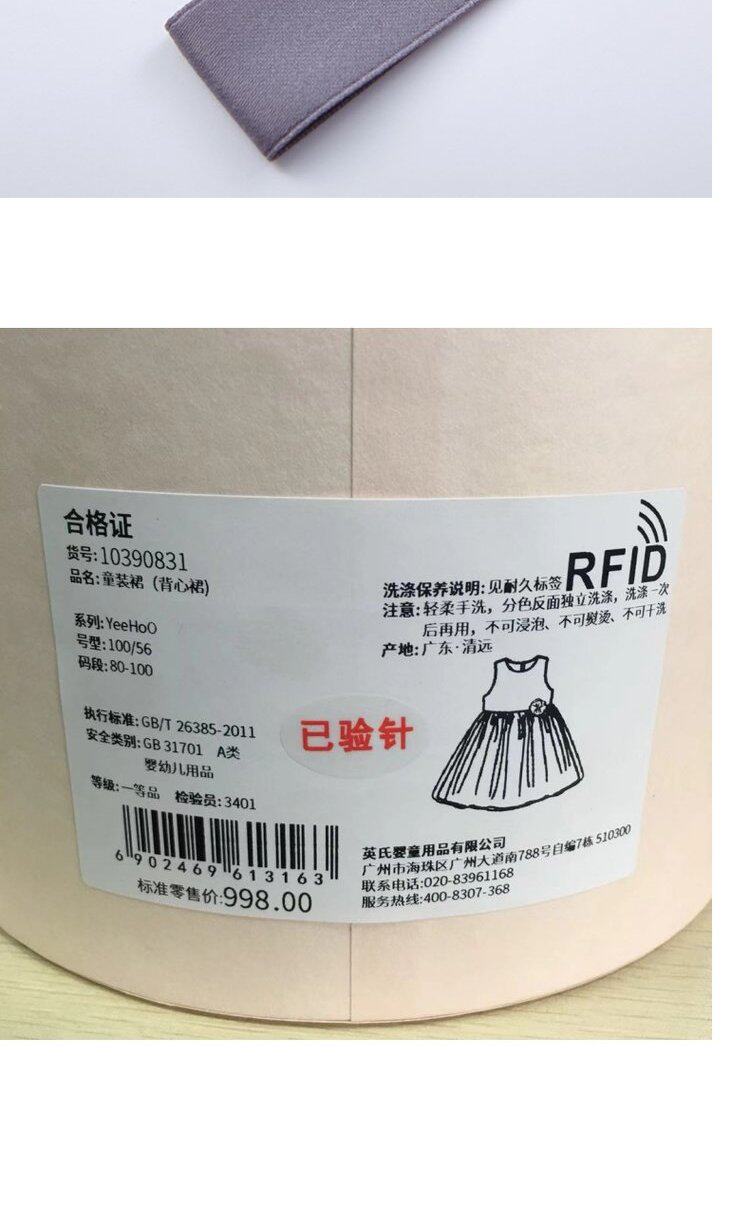 合格证
货号:10390831
品名:童装裙（背心裙)
系列:YeeHoO
号型:100/56
码段:80-100
执行标准:GB/T 26385-2011
安全类别:GB 31701 A类
婴幼儿用品
等级:一等品 检验员:3401
6 902469 613163
标准零售价:998.00
已验针
RFID
洗涤保养说明:见耐久标签
注意:轻柔手洗，分色反面独立洗涤，洗涤一次
后再用，不可浸泡、不可熨烫、不可干洗
产地:广东·清远
英氏婴童用品有限公司
广州市海珠区广州大道南788号自编7栋 510300
联系电话:020-83961168
服务热线:400-8307-368